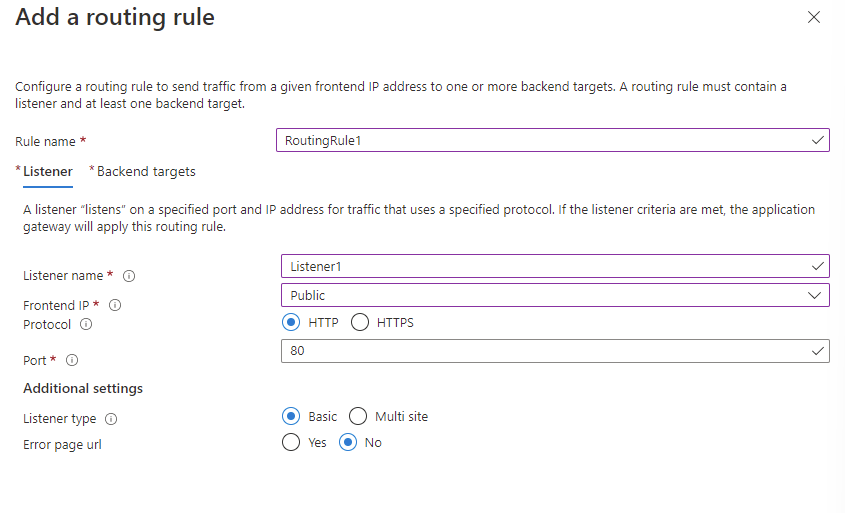 Add a routing rule
Configure a routing rule to send traffic from a given frontend IP address to one or more backend targets. A routing rule must contain a
listener and at least one backend target.
Rule name * RoutingRule1
* Listener * Backend targets
A listener “listens” on a specified port and IP address for traffic that uses a specified protocol. If the listener criteria are met, the application
gateway will apply this routing rule.
Listener name * Listener1
Frontend IP * Public
Protocol HTTP HTTPS
Port * 80
Additional settings
Listener type Basic Multi site
Error page url Yes No